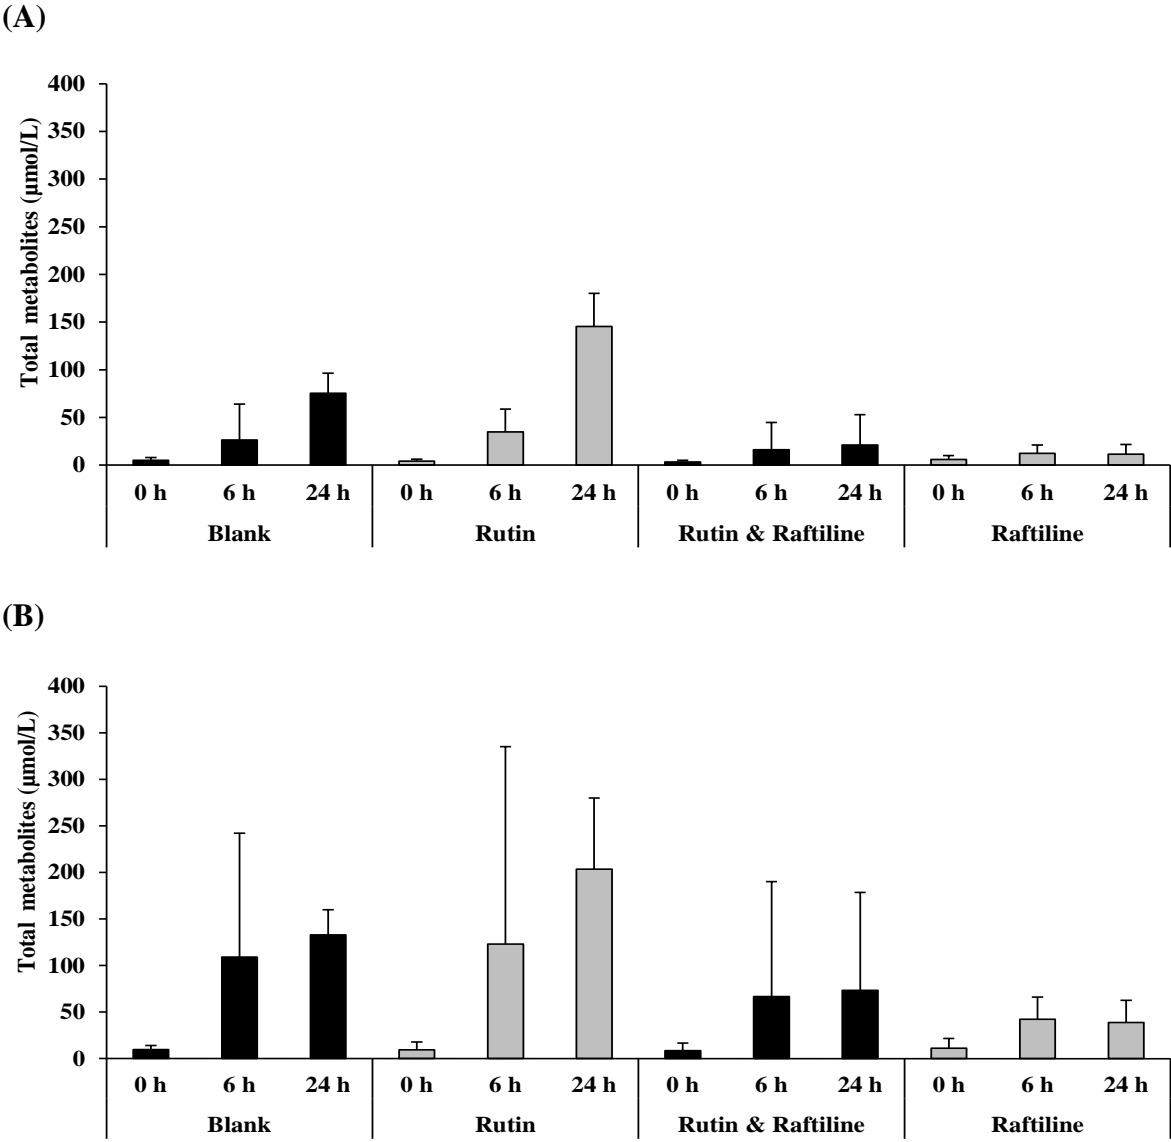 (A)
Total metabolites (µmol/L)
400
350
300
250
200
150
100
50
0
0 h 6 h 24 h 0 h 6 h 24 h 0 h 6 h 24 h 0 h 6 h 24 h
Blank Rutin Rutin & Raftiline Raftiline
(B)
Total metabolites (µmol/L)
400
350
300
250
200
150
100
50
0
0 h 6 h 24 h 0 h 6 h 24 h 0 h 6 h 24 h 0 h 6 h 24 h
Blank Rutin Rutin & Raftiline Raftiline